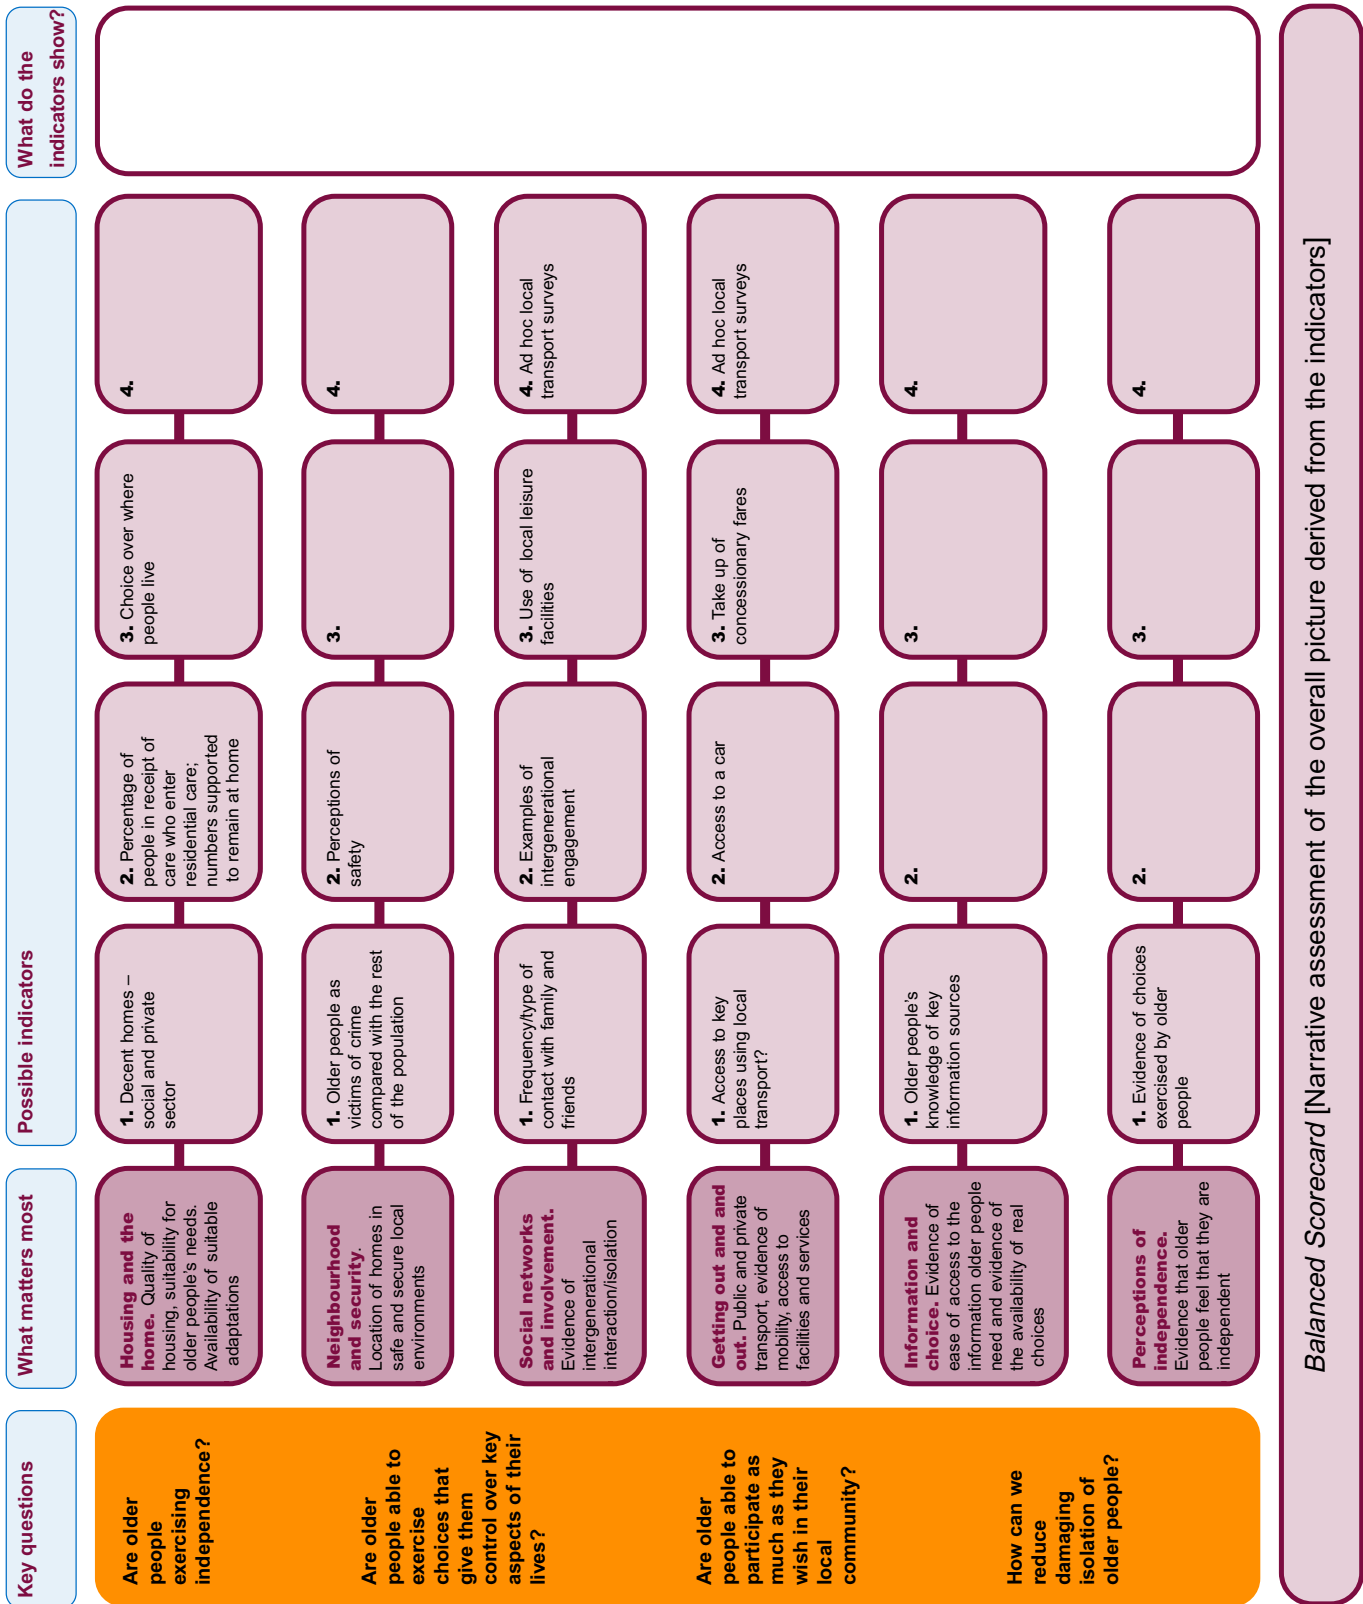 Key questions
What matters most
Possible indicators
What do the
indicators show?
Are older
people
exercising
independence?
Are older
people able to
exercise
choices that
give them
control over key
aspects of their
lives?
Are older
people able to
participate as
much as they
wish in their
local
community?
How can we
reduce
damaging
isolation of
older people?
Housing and the
home. Quality of
housing, suitability for
older people's needs.
Availability of suitable
adaptations
1. Decent homes –
social and private
sector
2. Percentage of
people in receipt of
care who enter
residential care;
numbers supported
to remain at home
3. Choice over where
people live
4.
Neighbourhood
and security.
Location of homes in
safe and secure local
environments
1. Older people as
victims of crime
compared with the rest
of the population
2. Perceptions of
safety
3.
4.
Social networks
and involvement.
Evidence of
intergenerational
interaction/isolation
1. Frequency/type of
contact with family and
friends
2. Examples of
intergenerational
engagement
3. Use of local leisure
facilities
4. Ad hoc local
transport surveys
Getting out and and
out. Public and private
transport, evidence of
mobility, access to
facilities and services
1. Access to key
places using local
transport?
2. Access to a car
3. Take up of
concessionary fares
4. Ad hoc local
transport surveys
Information and
choice. Evidence of
ease of access to the
information older people
need and evidence of
the availability of real
choices
1. Older people's
knowledge of key
information sources
2.
3.
4.
Perceptions of
independence.
Evidence that older
people feel that they are
independent
1. Evidence of choices
exercised by older
people
2.
3.
4.
Balanced Scorecard [Narrative assessment of the overall picture derived from the indicators]